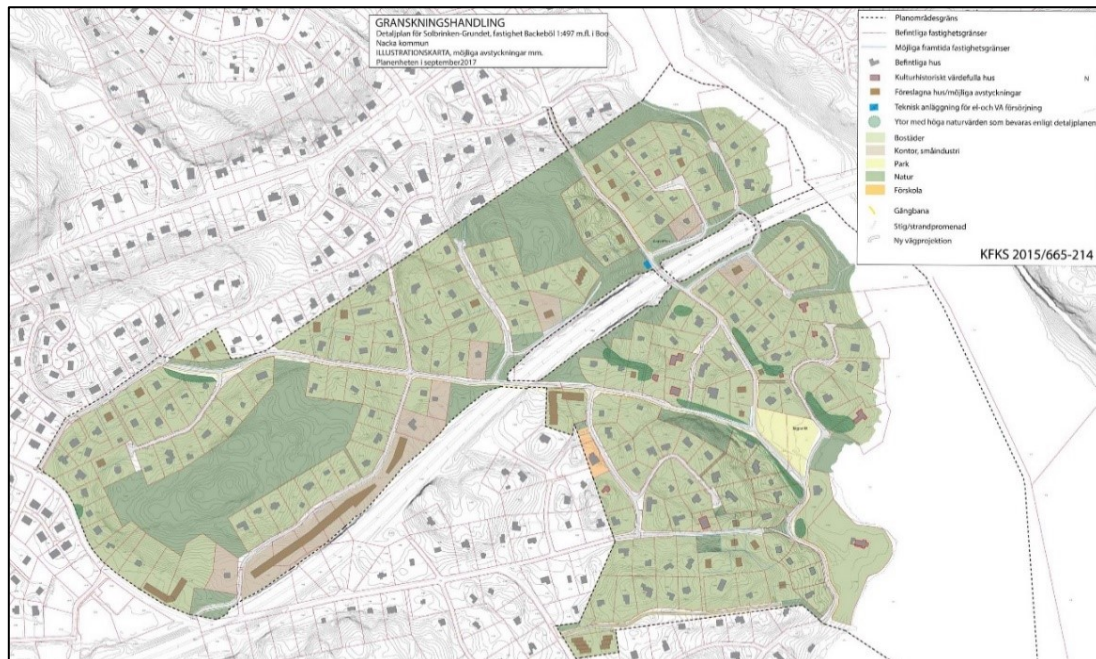 GRANSKNINGSHANDLING
Detaljplan för Solbrinken-Grundet, fastighet Backeböl 1:497 m.fl. i Boo
Nacka kommun
ILLUSTRATIONSKARTA, möjliga avstyckningar mm.
Planenheten i september2017
Planområdesgräns
Befintliga fastighetsgränser
Möjliga framtida fastighetsgränser
Befintliga hus
Kulturhistoriskt värdefulla hus
N
Föreslagna hus/möjliga avstyckningar
Teknisk anläggning för el-och VA försörjning
Ytor med höga naturvärden som bevaras enligt detaljplanen
Bostäder
Kontor, småindustri
Park
Natur
Förskola
Gångbana
Stig/strandpromenad
Ny vägprojektion
KFKS 2015/665-214